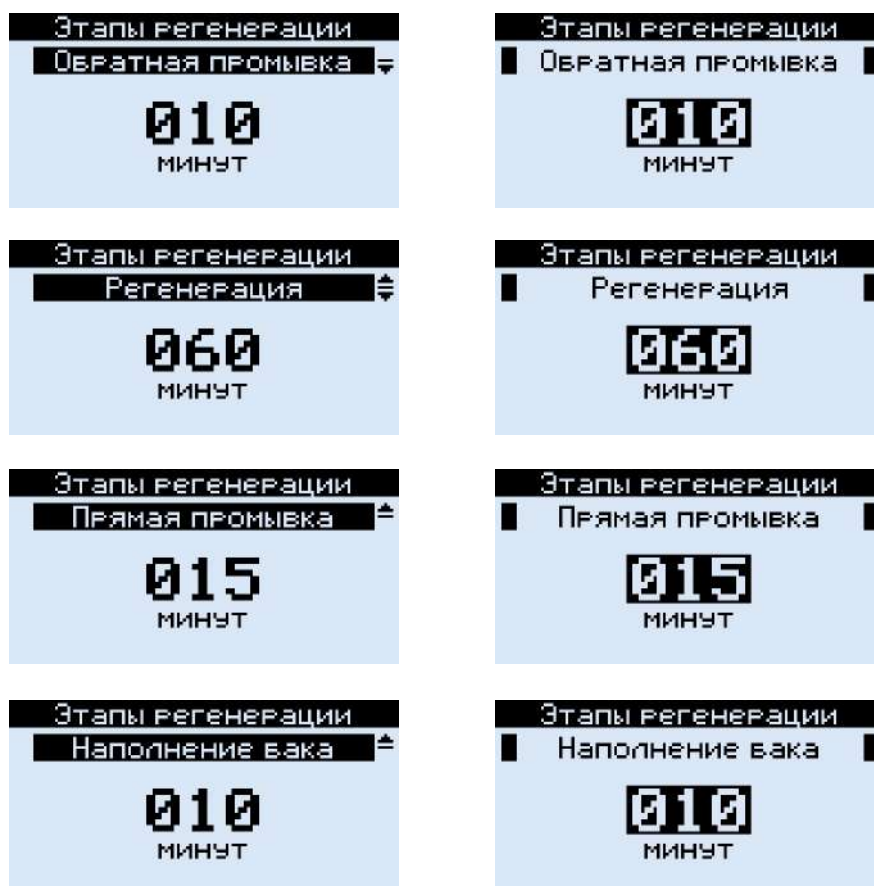 Этапы регенерации
Обратная промывка
010
минут
Этапы регенерации
Обратная промывка
010
минут
Этапы регенерации
Регенерация
060
минут
Этапы регенерации
Регенерация
060
минут
Этапы регенерации
Прямая промывка
015
минут
Этапы регенерации
Прямая промывка
015
минут
Этапы регенерации
Наполнение бака
010
минут
Этапы регенерации
Наполнение бака
010
минут